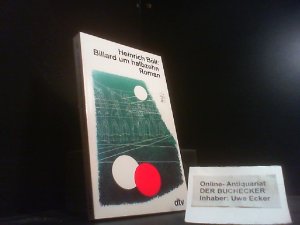 Heinrich Böll:
Billard um halbzehn
Roman
dtv
Online- Antiquariat
DER BUCHECKER
Inhaber: Uwe Ecker